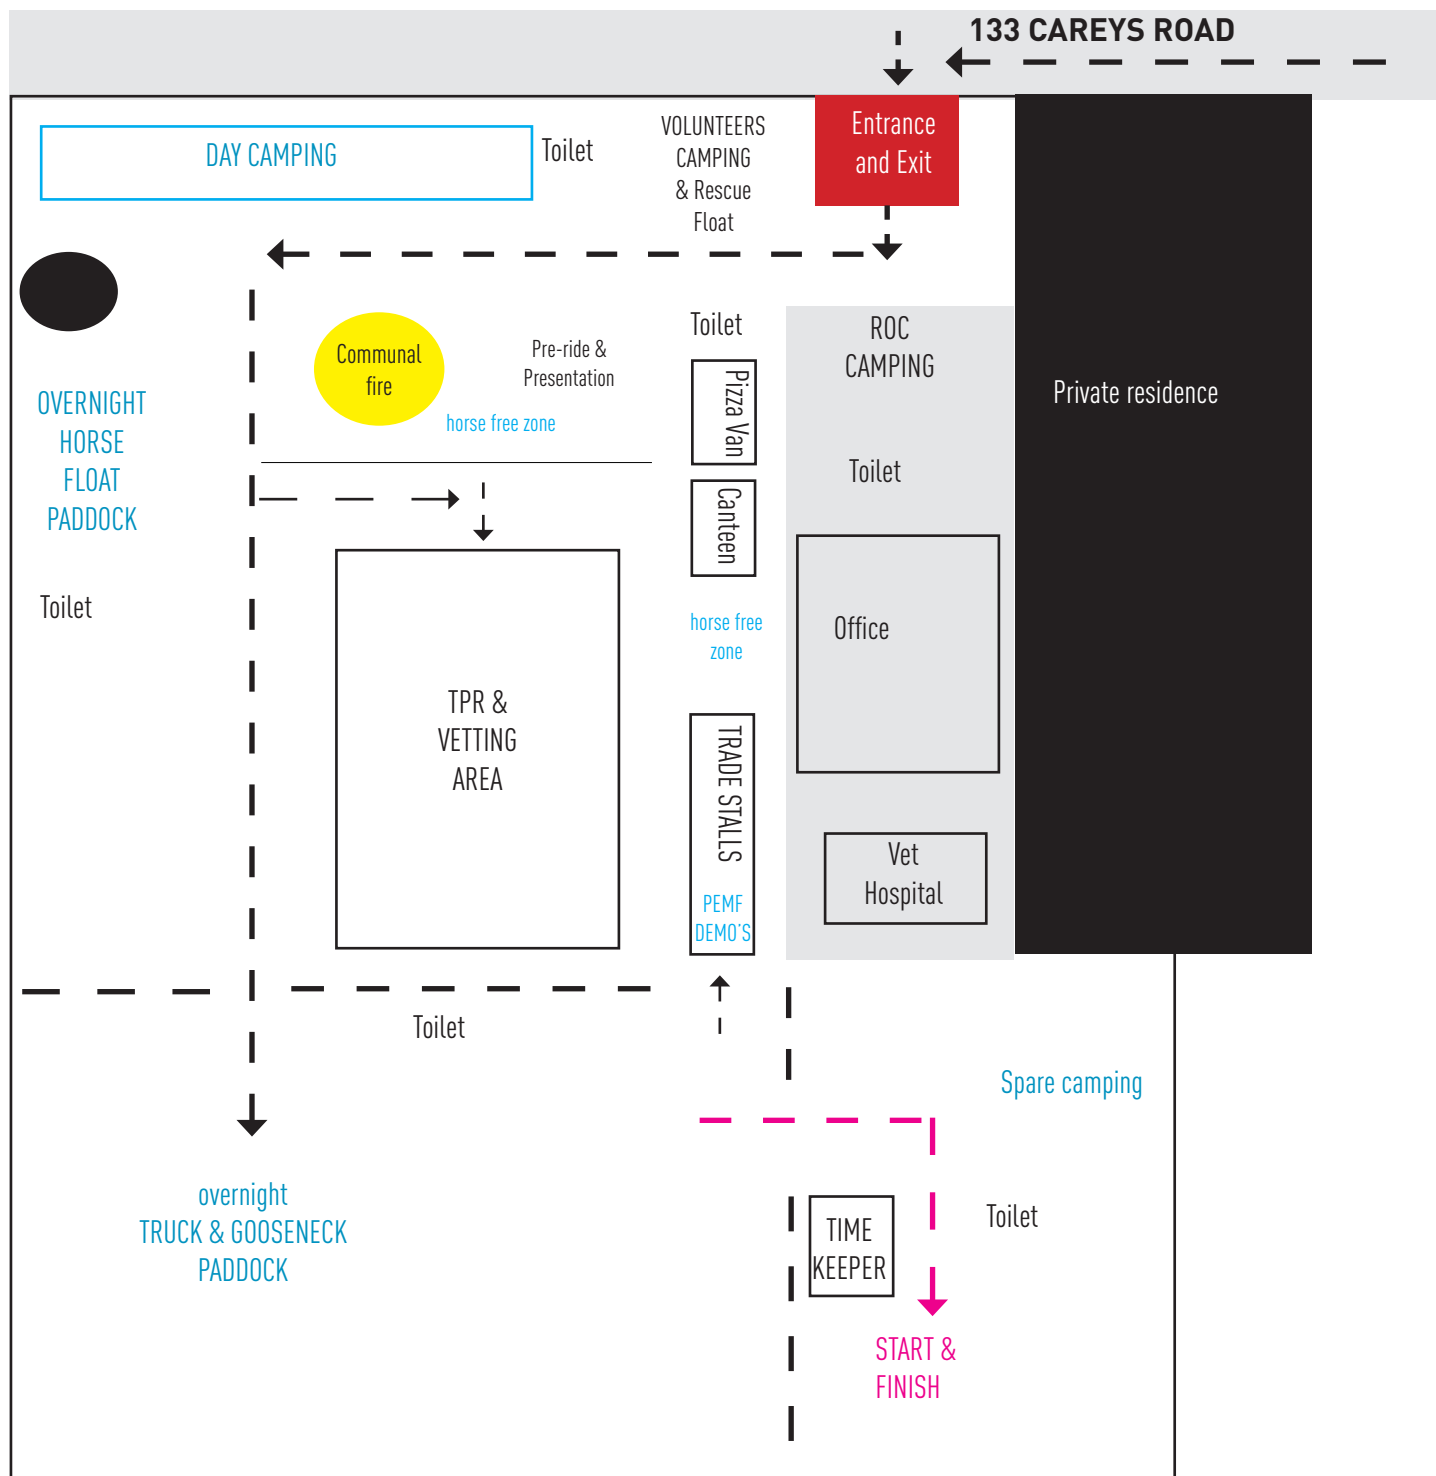 133 CAREYS ROAD
Entrance
and Exit
DAY CAMPING
Toilet
VOLUNTEERS
CAMPING
& Rescue
Float
Communal
fire
Pre-ride &
Presentation
horse free zone
Toilet
Pizza Van
Canteen
ROC
CAMPING
Toilet
Private residence
OVERNIGHT
HORSE
FLOAT
PADDOCK
Toilet
horse free
zone
Office
TPR &
VETTING
AREA
TRADE STALLS
PEMF
DEMO'S
Vet
Hospital
Toilet
Spare camping
overnight
TRUCK & GOOSENECK
PADDOCK
TIME
KEEPER
Toilet
START &
FINISH